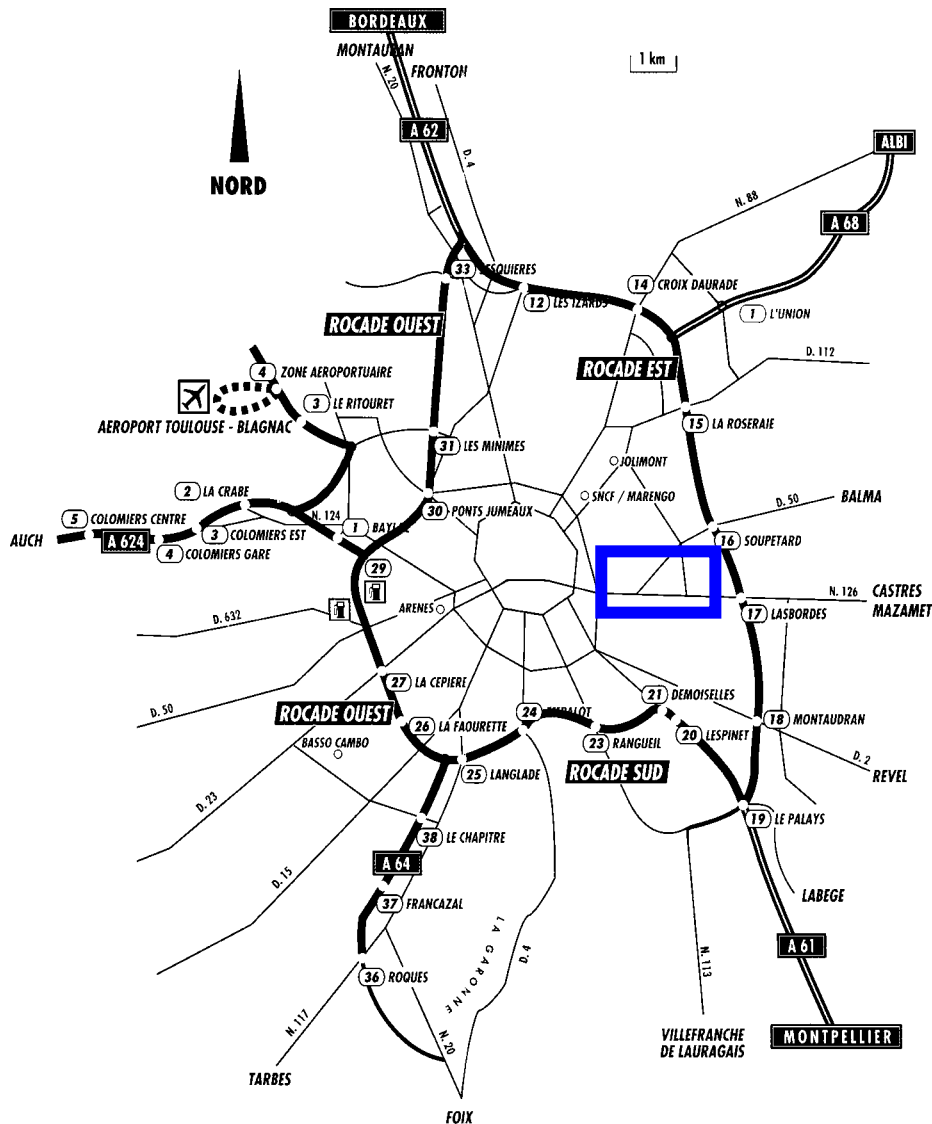 BORDEAUX
MONTAUBAN
FRONTON
1 km
N. 20
A 62
D. 4
ALBI
NORD
N. 88
A 68
33 SESQUIERES
14 CROIX DAURADE
12 LES IZARDS
1 L'UNION
ROCADE OUEST
D. 112
ROCADE EST
4 ZONE AEROPORTUAIRE
3 LE RITOURET
AEROPORT TOULOUSE - BLAGNAC
15 LA ROSERAIE
31 LES MINIMES
JOLIMONT
2 LA CRABE
SNCF / MARENGO
D. 50
BALMA
N. 124
30 PONTS JUMEAUX
5 COLOMIERS CENTRE
1
AUCH
A 624
3 COLOMIERS EST
16 SOUPETARD
4 COLOMIERS GARE
29
N. 126
CASTRES
MAZAMET
ARENES
17 LASBORDES
D. 632
27 LA CEPIERE
21 DEMOISELLES
D. 50
ROCADE OUEST
24
26 LA FAOURETTE
18 MONTAUDRAN
20 LESPINET
BASSO CAMBO
23 RANGUEIL
D. 2
25 LANGLADE
ROCADE SUD
REVEL
D. 23
19 LE PALAYS
38 LE CHAPITRE
A 64
D. 15
LABEGE
37 FRANCAZAL
LA GARONNE
D. 4
A 61
N. 113
36 ROQUES
N. 117
N. 20
VILLEFRANCHE
DE LAURAGAIS
MONTPELLIER
TARBES
FOIX